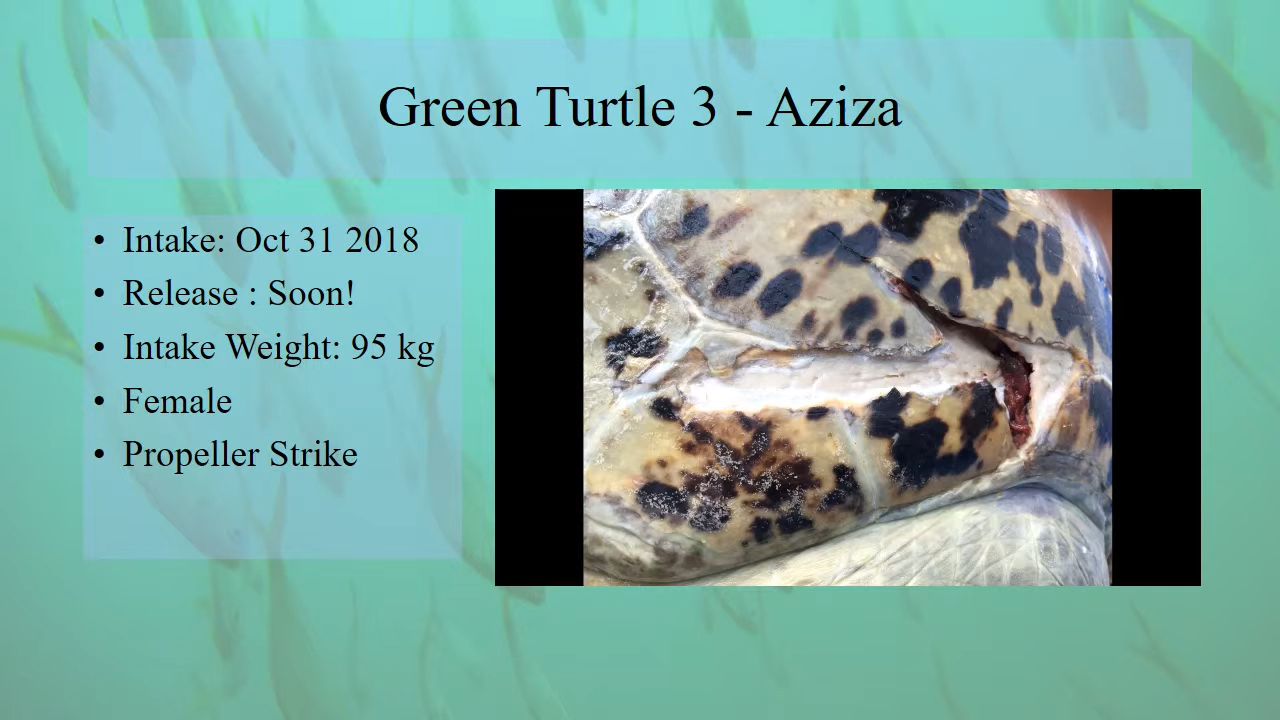 Green Turtle 3 - Aziza
• Intake: Oct 31 2018
• Release : Soon!
• Intake Weight: 95 kg
• Female
• Propeller Strike